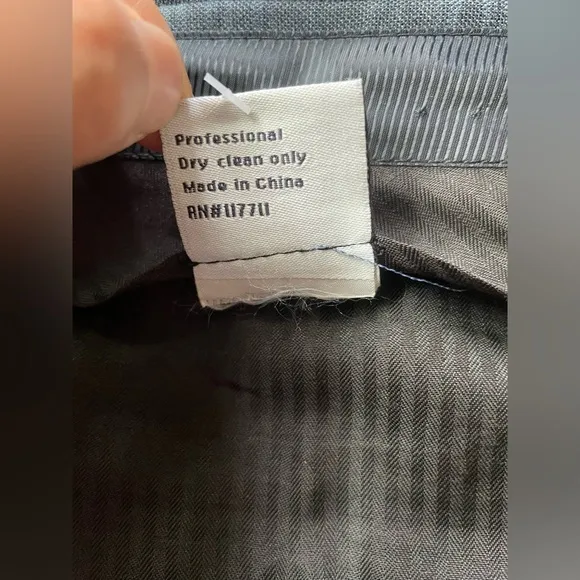 Professional
Dry clean only
Made in China
RN#117711